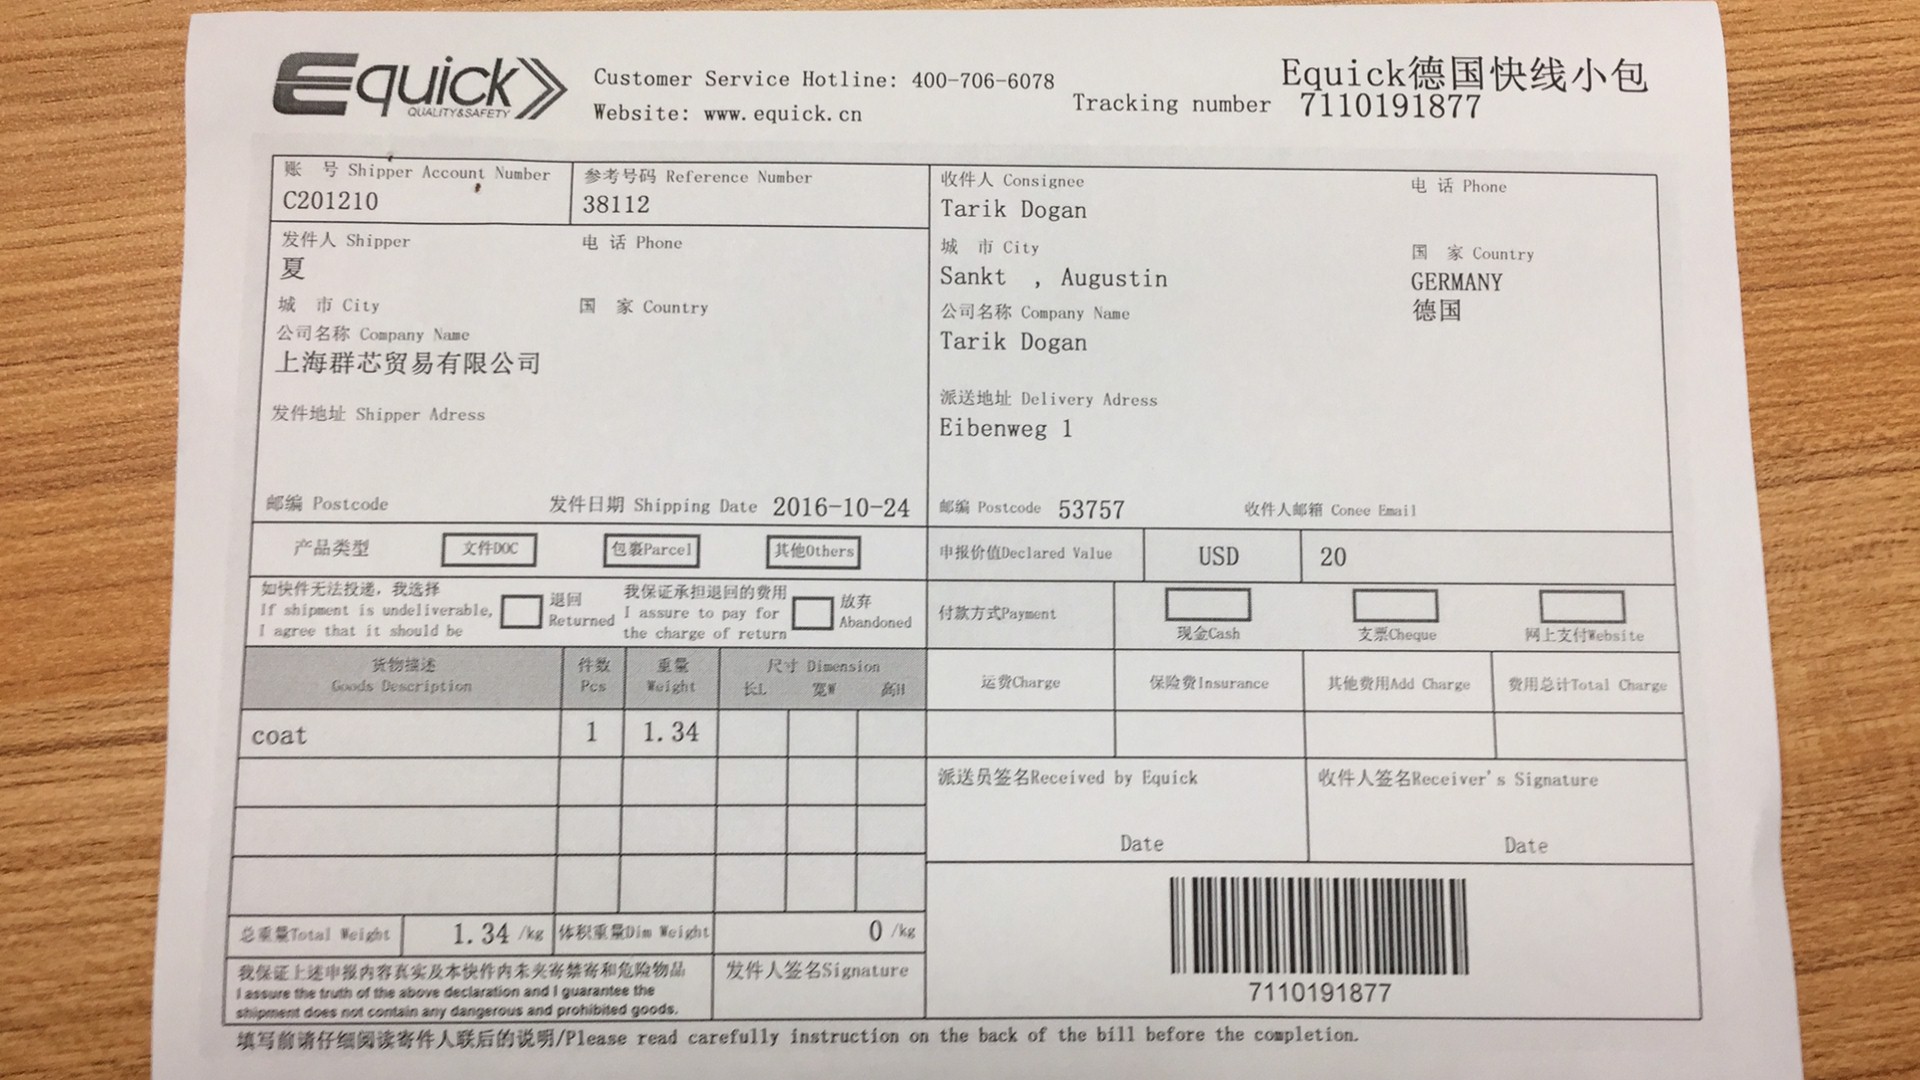 Equick
QUALITY&SAFETY
Customer Service Hotline: 400-706-6078
Website: www.equick.cn
Equick德国快线小包
Tracking number 7110191877
账 号 Shipper Account Number
C201210
参考号码 Reference Number
38112
发件人 Shipper
夏
电 话 Phone
城 市 City
国 家 Country
公司名称 Company Name
上海群芯贸易有限公司
发件地址 Shipper Adress
邮编 Postcode
发件日期 Shipping Date 2016-10-24
收件人 Consignee
Tarik Dogan
电 话 Phone
城 市 City
Sankt , Augustin
国 家 Country
GERMANY
德国
公司名称 Company Name
Tarik Dogan
派送地址 Delivery Adress
Eibenweg 1
邮编 Postcode 53757
收件人邮箱 Conee Email
产品类型 文件DOC 包裹Parcel 其他Others
申报价值Declared Value USD 20
如快件无法投递，我选择
If shipment is undeliverable,
I agree that it should be
退回
Returned
我保证承担退回的费用
I assure to pay for
the charge of return
放弃
Abandoned
付款方式Payment
现金Cash
支票Cheque
网上支付Website
货物描述
Goods Description
件数
Pcs
重量
Weight
尺寸 Dimension
长L 宽W 高H
运费Charge
保险费Insurance
其他费用Add Charge
费用总计Total Charge
coat 1 1.34
派送员签名Received by Equick
Date
收件人签名Receiver's Signature
Date
总重量Total Weight 1.34 /kg
体积重量Dim Weight 0 /kg
我保证上述申报内容真实及本快件内未夹寄禁寄和危险物品
I assure the truth of the above declaration and I guarantee the
shipment does not contain any dangerous and prohibited goods.
发件人签名Signature
7110191877
填写前请仔细阅读寄件人联后的说明/Please read carefully instruction on the back of the bill before the completion.